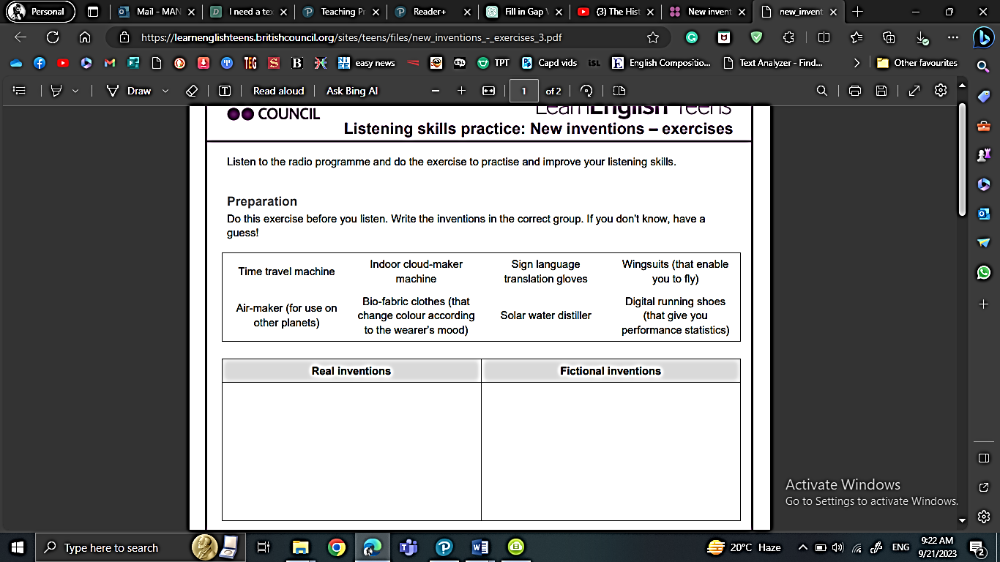 Personal
Mail - MAN
I need a tex
Teaching Pr
Reader+
Fill in Gap V
(3) The Hist
New invent
new_invent
https://learnenglishteens.britishcouncil.org/sites/teens/files/new_inventions_-_exercises_3.pdf
TEG
S
B
easy news
TPT
Capd vids
iSL
E
English Compositio...
Text Analyzer - Find...
Other favourites
Draw
Read aloud
Ask Bing AI
1
of 2
COUNCIL
LearnEnglish Teens
Listening skills practice: New inventions – exercises
Listen to the radio programme and do the exercise to practise and improve your listening skills.
Preparation
Do this exercise before you listen. Write the inventions in the correct group. If you don't know, have a
guess!
Time travel machine
Indoor cloud-maker
machine
Sign language
translation gloves
Wingsuits (that enable
you to fly)
Air-maker (for use on
other planets)
Bio-fabric clothes (that
change colour according
to the wearer's mood)
Solar water distiller
Digital running shoes
(that give you
performance statistics)
Real inventions
Fictional inventions
Activate Windows
Go to Settings to activate Windows.
Type here to search
20°C Haze
ENG
9:22 AM
9/21/2023
2